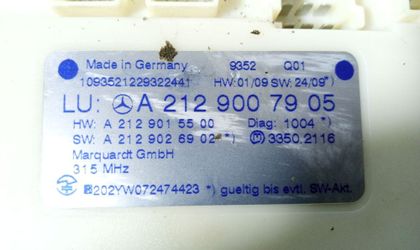 Made in Germany 9352 Q01
1093521229322441 HW: 01/09 SW: 24/09*)
LU: A 212 900 79 05
HW: A 212 901 55 00 Diag: 1004*)
SW: A 212 902 69 02 *) M 3350.2116
Marquardt GmbH
315 MHz
R202YW072474423 *) gueltig bis evtl. SW-Akt.